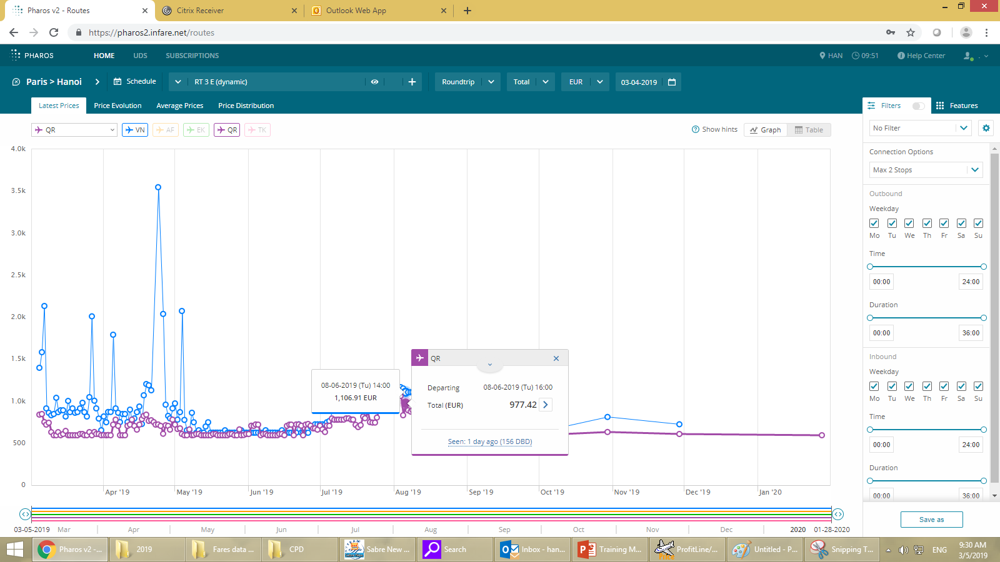 Pharos v2 - Routes
Citrix Receiver
Outlook Web App
https://pharos2.infare.net/routes
PHAROS
HOME
UDS
SUBSCRIPTIONS
HAN
09:51
Help Center
Paris > Hanoi
Schedule
RT 3 E (dynamic)
Roundtrip
Total
EUR
03-04-2019
Latest Prices
Price Evolution
Average Prices
Price Distribution
Filters
Features
QR
VN
AF
EK
QR
TK
Show hints
Graph
Table
No Filter
Connection Options
Max 2 Stops
Outbound
Weekday
Mo Tu We Th Fr Sa Su
Time
00:00
24:00
Duration
00:00
36:00
Inbound
Weekday
Mo Tu We Th Fr Sa Su
Time
00:00
24:00
Duration
00:00
36:00
Save as
4.0k
3.5k
3.0k
2.5k
2.0k
1.5k
1.0k
500
0
08-06-2019 (Tu) 14:00
1,106.91 EUR
QR
Departing 08-06-2019 (Tu) 16:00
Total (EUR) 977.42
Seen: 1 day ago (156 DBD)
Apr '19
May '19
Jun '19
Jul '19
Aug '19
Sep '19
Oct '19
Nov '19
Dec '19
Jan '20
03-05-2019 Mar Apr May Jun Jul Aug Sep Oct Nov Dec 2020 01-28-2020
Pharos v2 -...
2019
Fares data ...
CPD
Sabre New ...
Search
Inbox - han...
Training M...
ProfitLine/...
Untitled - P...
Snipping T...
ENG
9:30 AM
3/5/2019